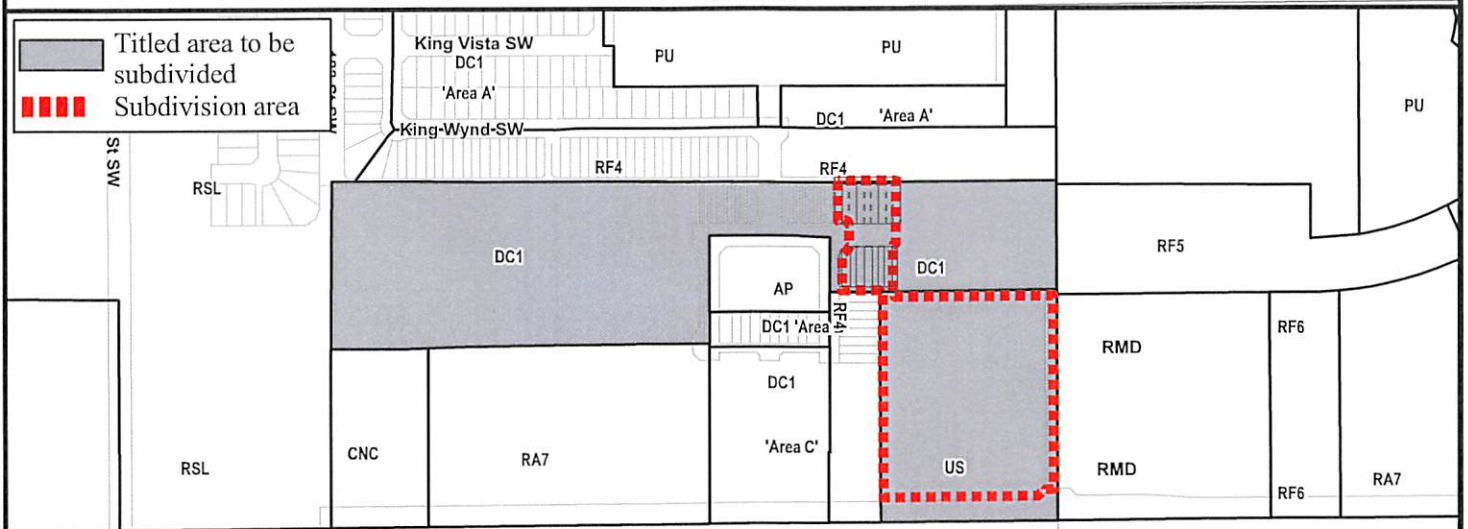 Titled area to be
subdivided
Subdivision area
King Vista SW
DC1
'Area A'
PU
PU
PU
DC1
'Area A'
King-Wynd-SW
RF4
RF4
St SW
RSL
DC1
DC1
RF5
AP
RF4
DC1 'Area
RF6
RMD
DC1
'Area C'
CNC
RA7
RSL
US
RMD
RF6
RA7